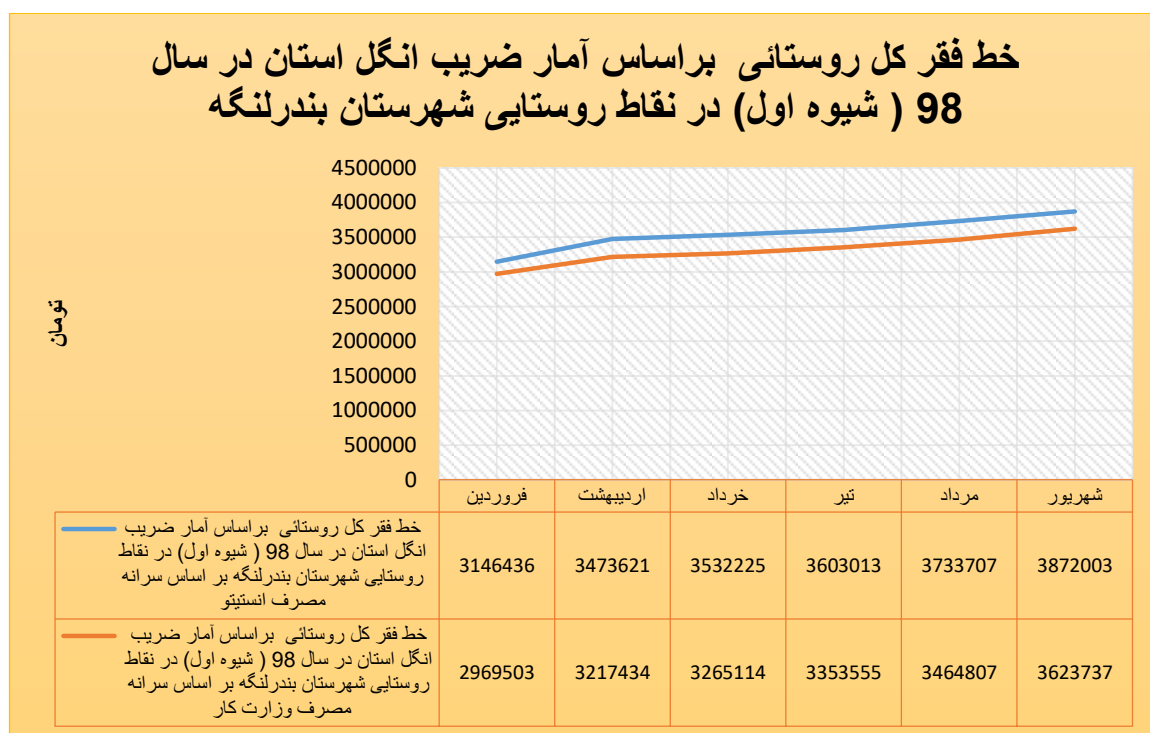 خط فقر کل روستائی براساس آمار ضریب انگل استان در سال
98 ( شیوه اول) در نقاط روستایی شهرستان بندرلنگه
4500000
4000000
3500000
3000000
2500000
2000000
1500000
1000000
500000
0
تومان
فروردین اردیبهشت خرداد تیر مرداد شهریور
خط فقر کل روستائی براساس آمار ضریب
انگل استان در سال 98 ( شیوه اول) در نقاط
روستایی شهرستان بندرلنگه بر اساس سرانه
مصرف انستیتو
3146436 3473621 3532225 3603013 3733707 3872003
خط فقر کل روستائی براساس آمار ضریب
انگل استان در سال 98 ( شیوه اول) در نقاط
روستایی شهرستان بندرلنگه بر اساس سرانه
مصرف وزارت کار
2969503 3217434 3265114 3353555 3464807 3623737